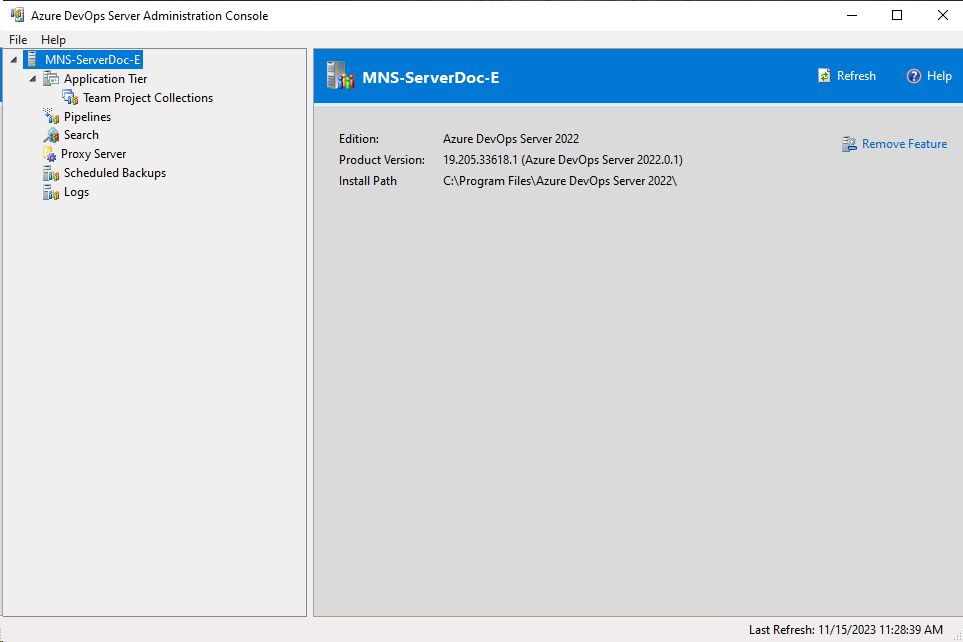 Azure DevOps Server Administration Console
File Help
MNS-ServerDoc-E
Application Tier
Team Project Collections
Pipelines
Search
Proxy Server
Scheduled Backups
Logs
MNS-ServerDoc-E Refresh Help
Edition: Azure DevOps Server 2022
Remove Feature
Product Version: 19.205.33618.1 (Azure DevOps Server 2022.0.1)
Install Path C:\Program Files\Azure DevOps Server 2022\
Last Refresh: 11/15/2023 11:28:39 AM